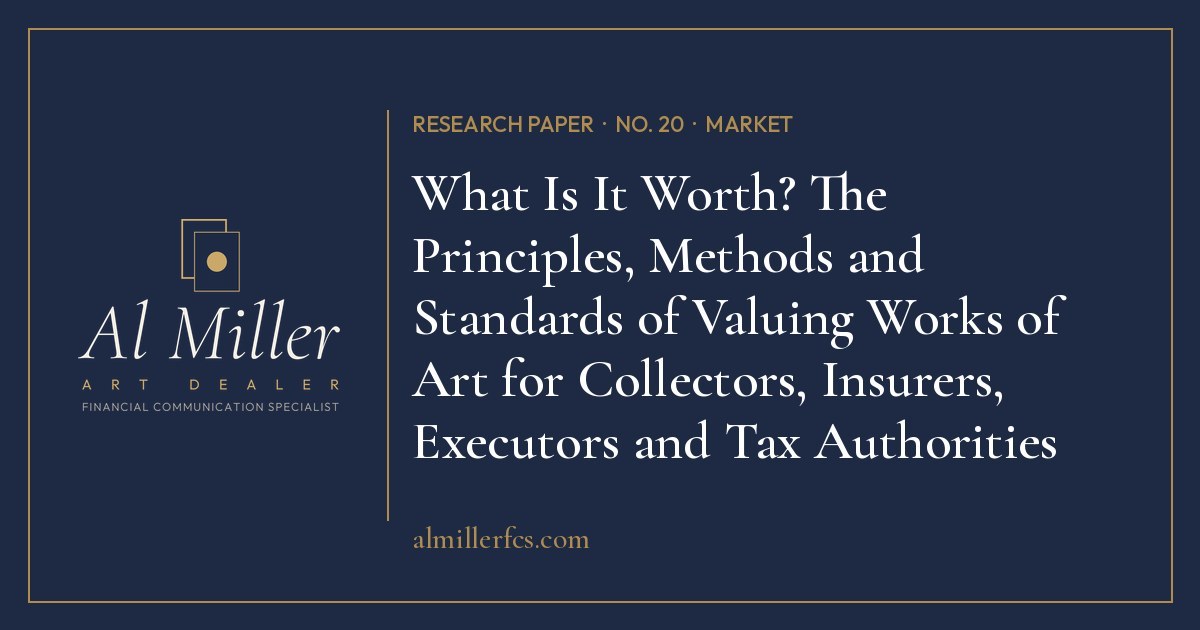 Al Miller
ART DEALER
FINANCIAL COMMUNICATION SPECIALIST
RESEARCH PAPER · NO. 20 · MARKET
What Is It Worth? The
Principles, Methods and
Standards of Valuing Works of
Art for Collectors, Insurers,
Executors and Tax Authorities
almillerfcs.com